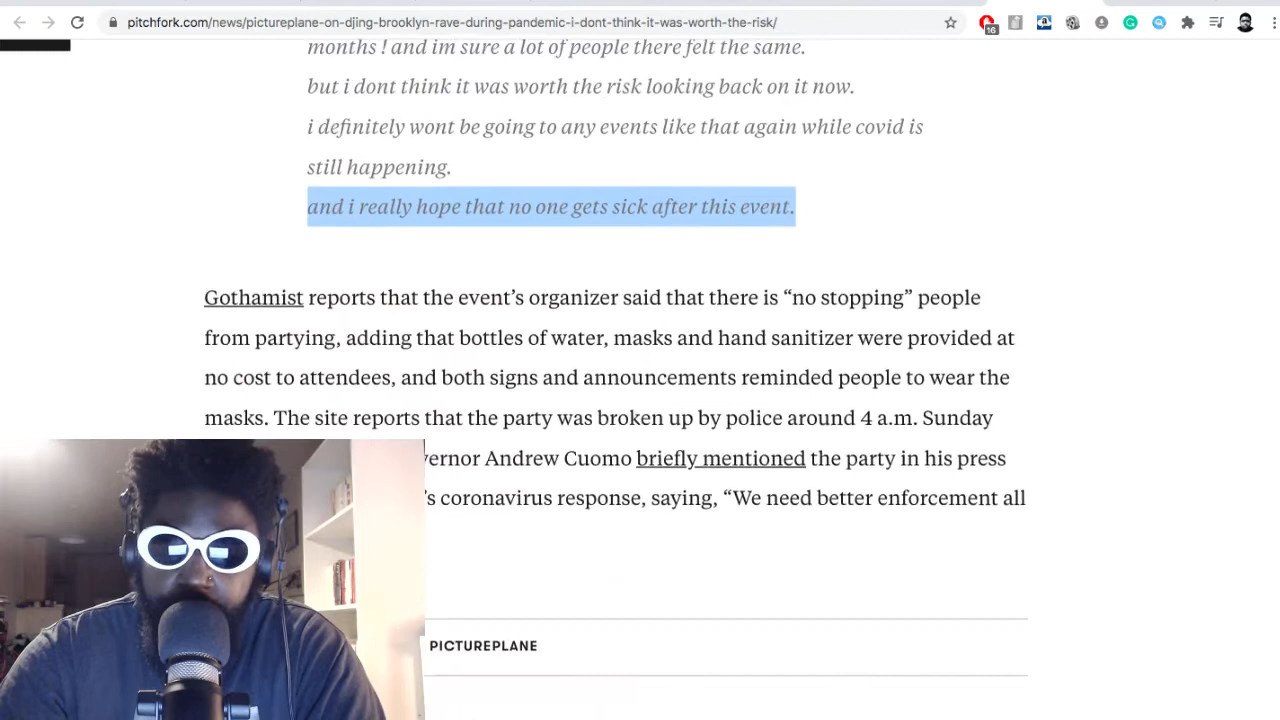 pitchfork.com/news/pictureplane-on-djing-brooklyn-rave-during-pandemic-i-dont-think-it-was-worth-the-risk/
16
months ! and im sure a lot of people there felt the same.
but i dont think it was worth the risk looking back on it now.
i definitely wont be going to any events like that again while covid is
still happening.
and i really hope that no one gets sick after this event.
Gothamist reports that the event’s organizer said that there is “no stopping” people
from partying, adding that bottles of water, masks and hand sanitizer were provided at
no cost to attendees, and both signs and announcements reminded people to wear the
masks. The site reports that the party was broken up by police around 4 a.m. Sunday
vernor Andrew Cuomo briefly mentioned the party in his press
’s coronavirus response, saying, “We need better enforcement all
PICTUREPLANE